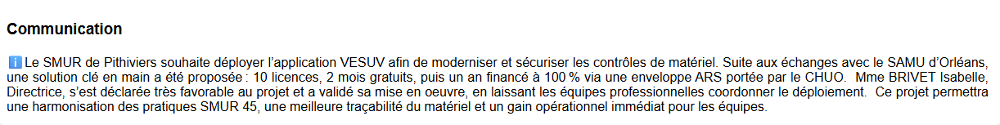 Communication
ℹ️Le SMUR de Pithiviers souhaite déployer l’application VESUV afin de moderniser et sécuriser les contrôles de matériel. Suite aux échanges avec le SAMU d’Orléans,
une solution clé en main a été proposée : 10 licences, 2 mois gratuits, puis un an financé à 100 % via une enveloppe ARS portée par le CHUO.  Mme BRIVET Isabelle,
Directrice, s’est déclarée très favorable au projet et a validé sa mise en oeuvre, en laissant les équipes professionnelles coordonner le déploiement.  Ce projet permettra
une harmonisation des pratiques SMUR 45, une meilleure traçabilité du matériel et un gain opérationnel immédiat pour les équipes.